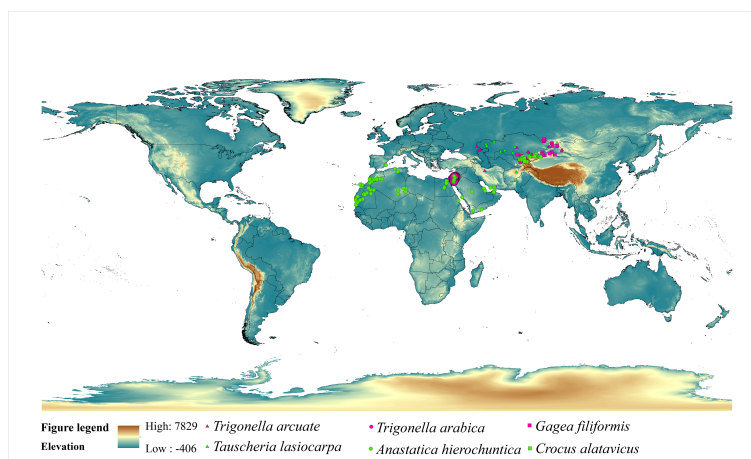 Figure legend High: 7829 Trigonella arcuate Trigonella arabica Gagea filiformis
Elevation Low : -406 Tauscheria lasiocarpa Anastatica hierochuntica Crocus alatavicus